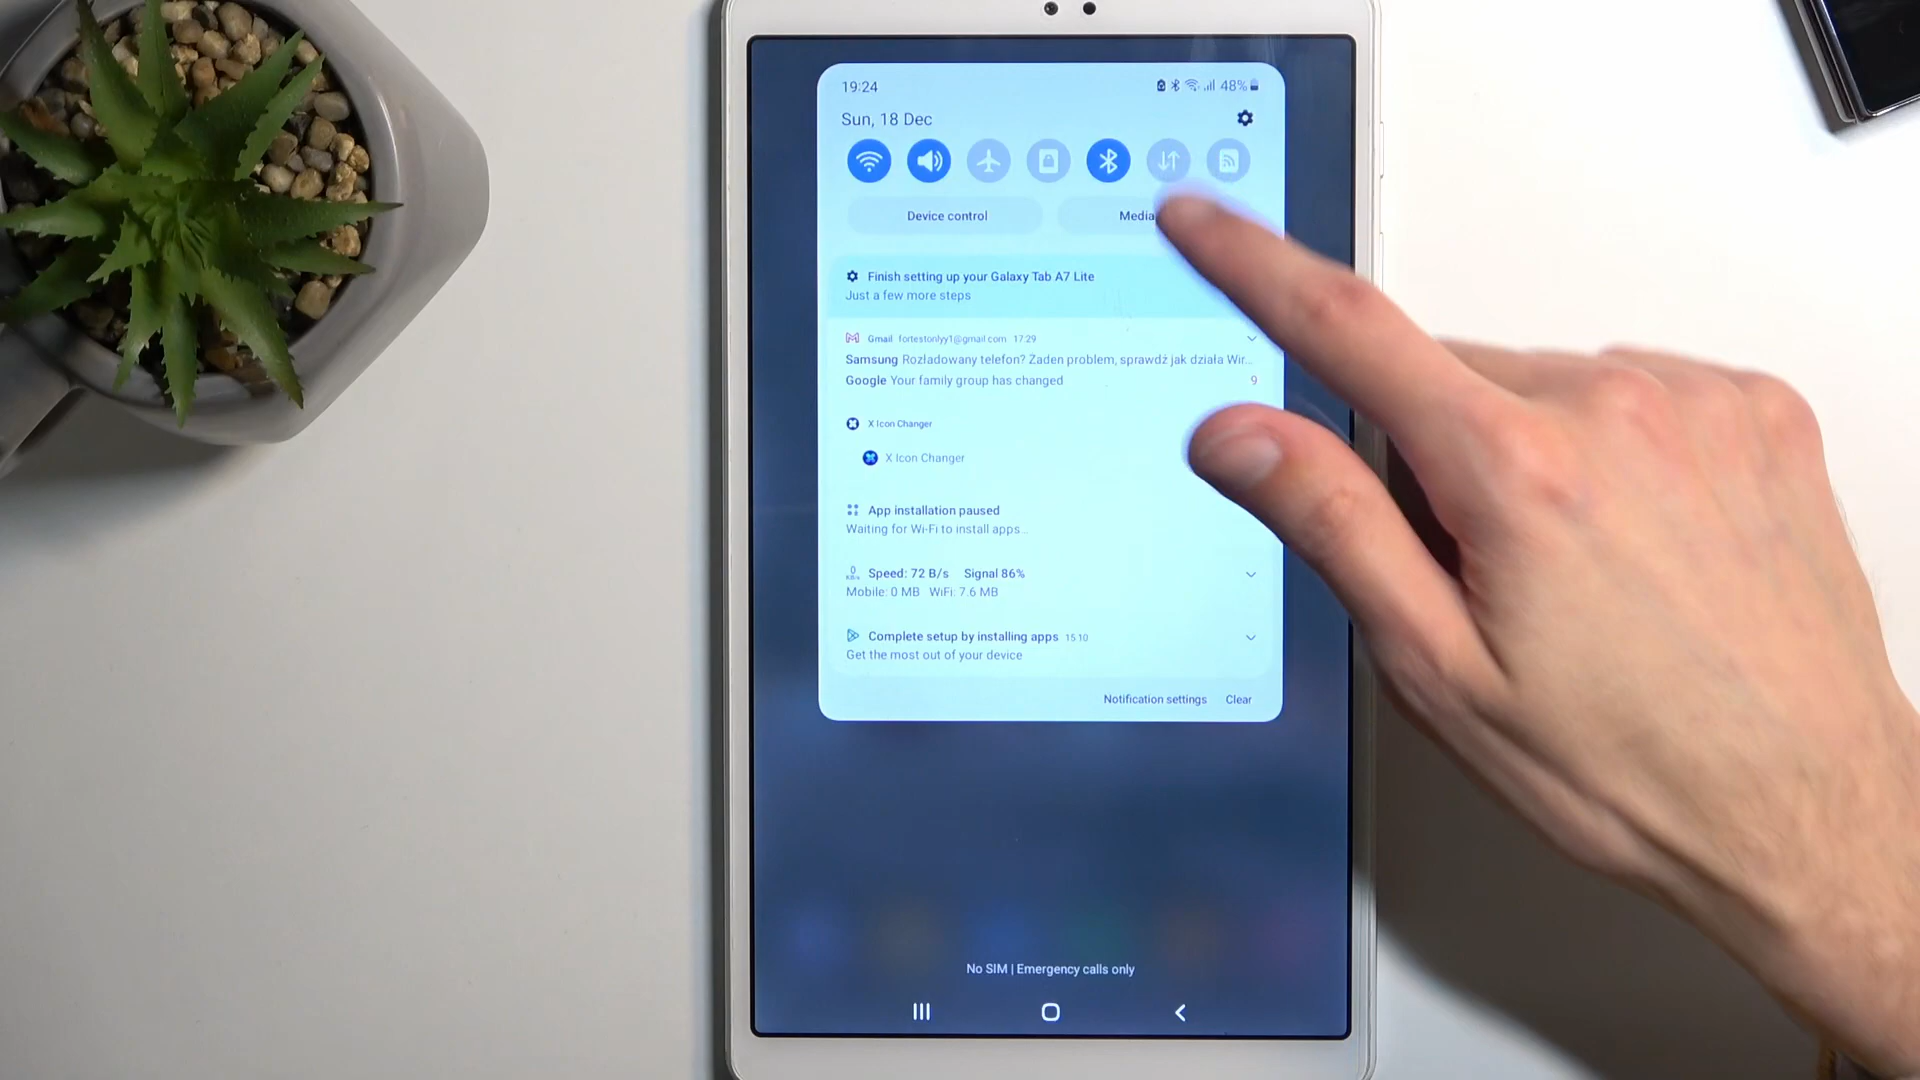 19:24 48%
Sun, 18 Dec
Device control Media
Finish setting up your Galaxy Tab A7 Lite
Just a few more steps
Gmail fortestonlyy1@gmail.com 17:29
Samsung Rozładowany telefon? Żaden problem, sprawdź jak działa Wir...
Google Your family group has changed 9
X Icon Changer
X Icon Changer
App installation paused
Waiting for Wi-Fi to install apps...
0 KB/s Speed: 72 B/s Signal 86%
Mobile: 0 MB WiFi: 7.6 MB
Complete setup by installing apps 15:10
Get the most out of your device
Notification settings Clear
No SIM | Emergency calls only